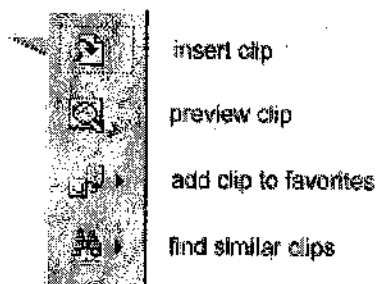 insert clip
preview clip
add clip to favorites
find similar clips